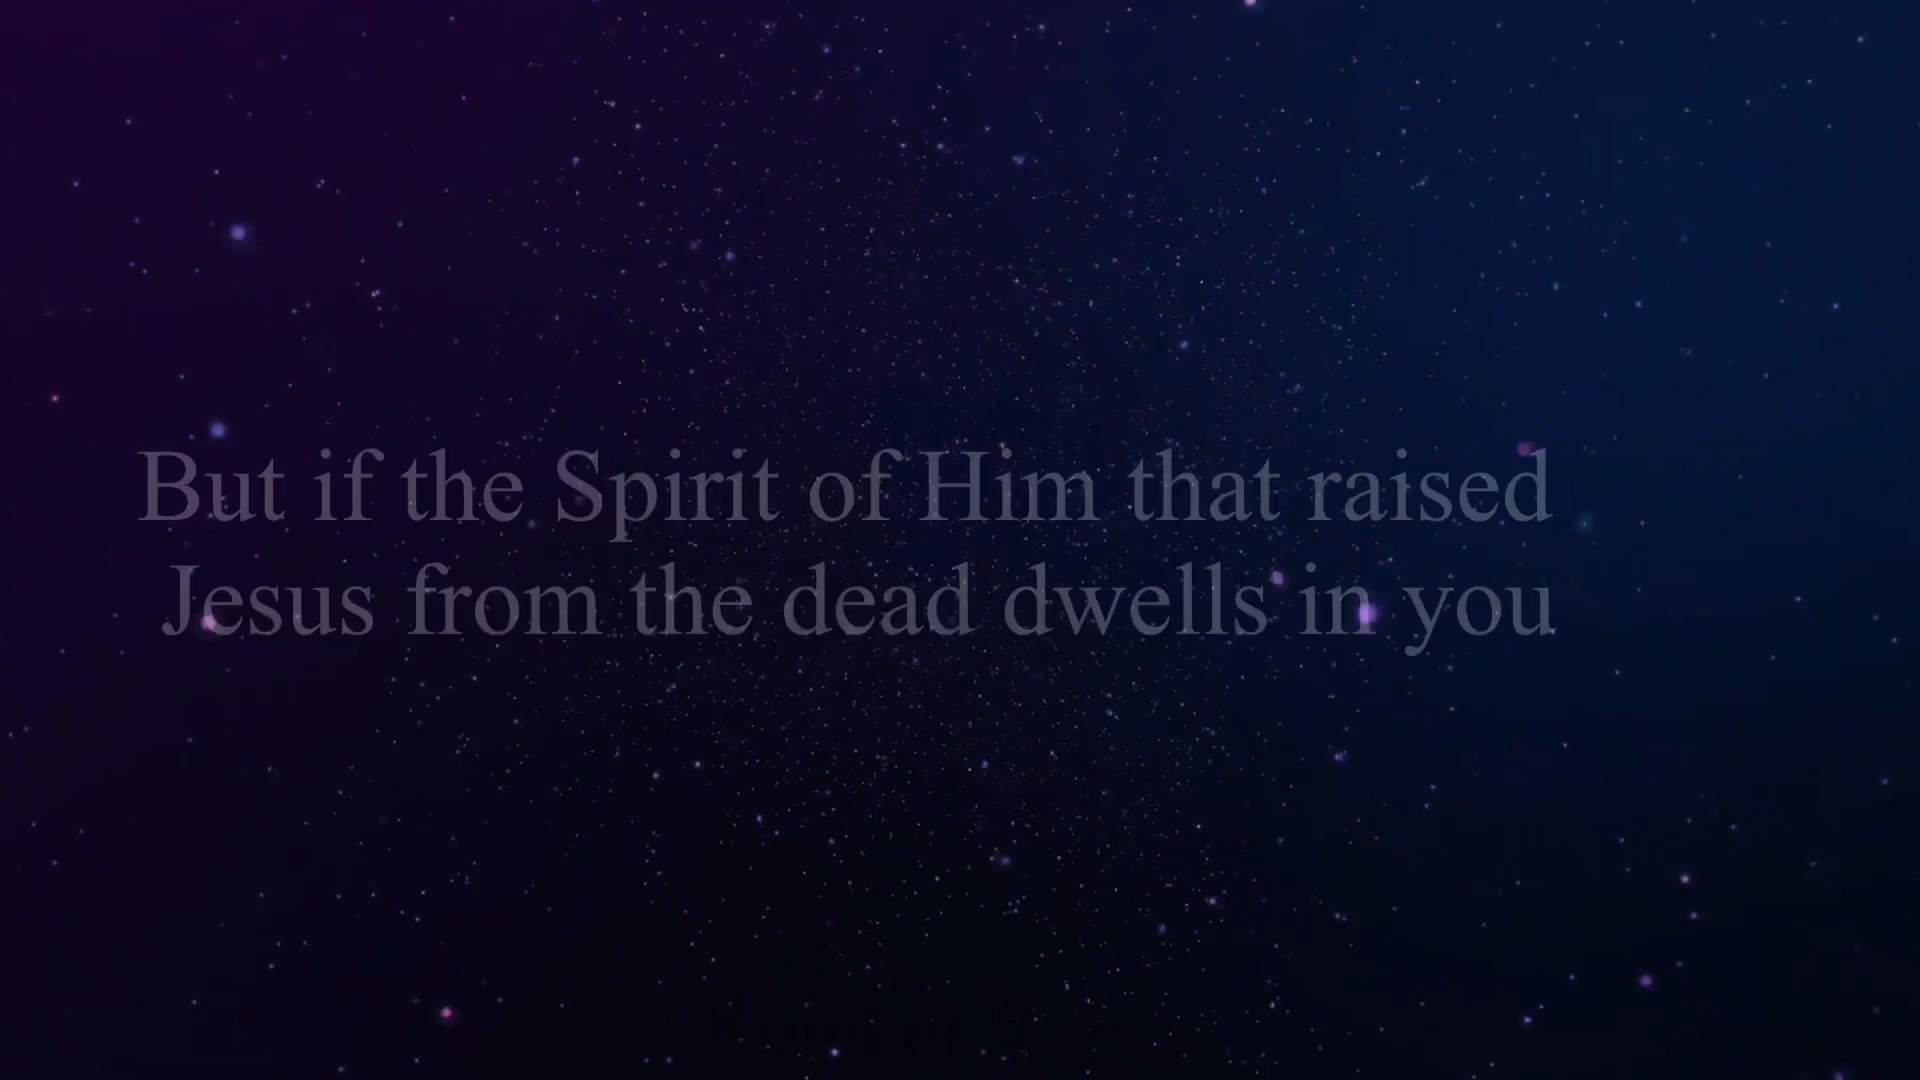 But if the Spirit of Him that raised
Jesus from the dead dwells in you